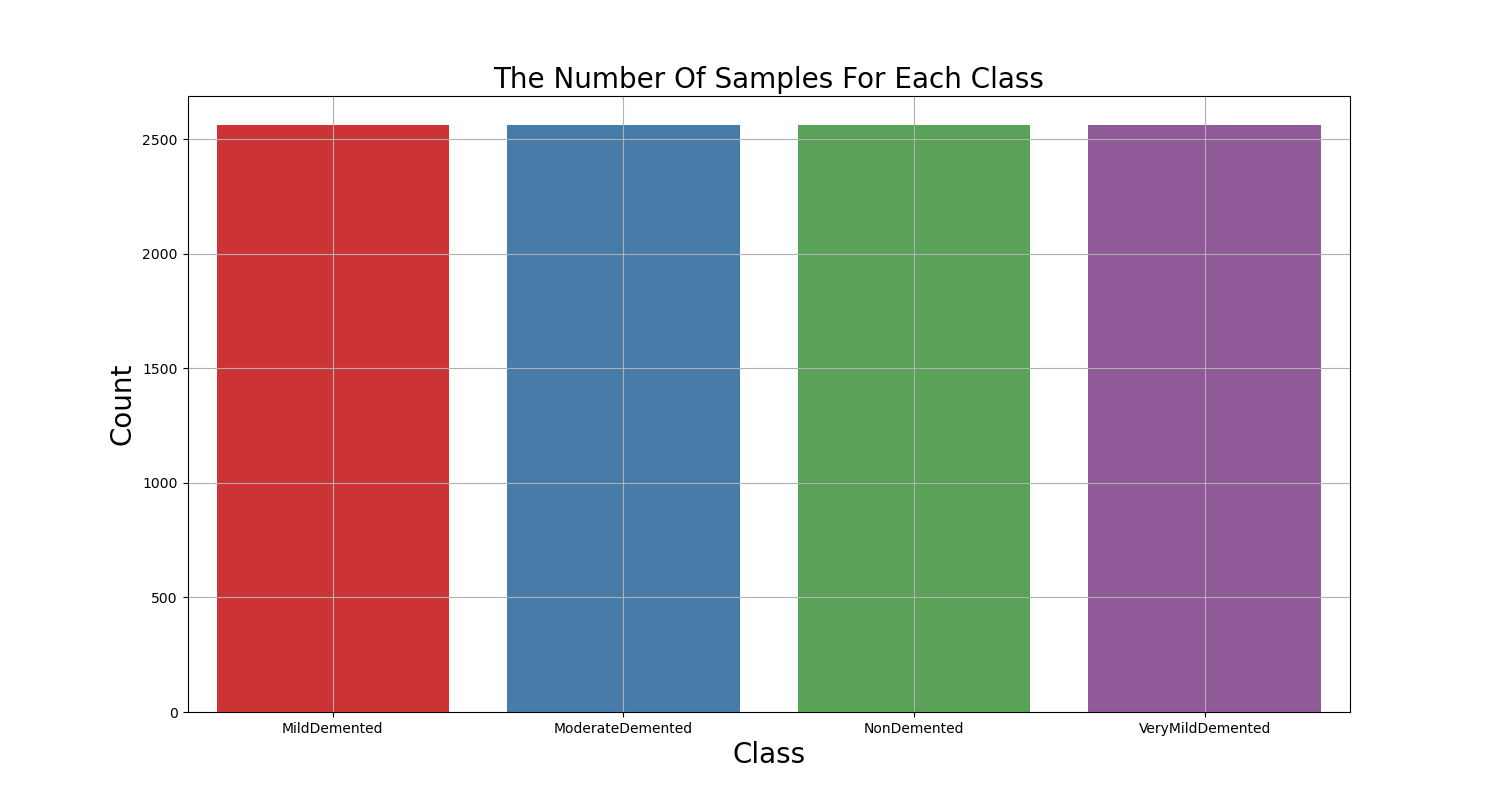 The Number Of Samples For Each Class
2500
2000
1500
1000
500
0
Count
MildDemented
ModerateDemented
NonDemented
VeryMildDemented
Class